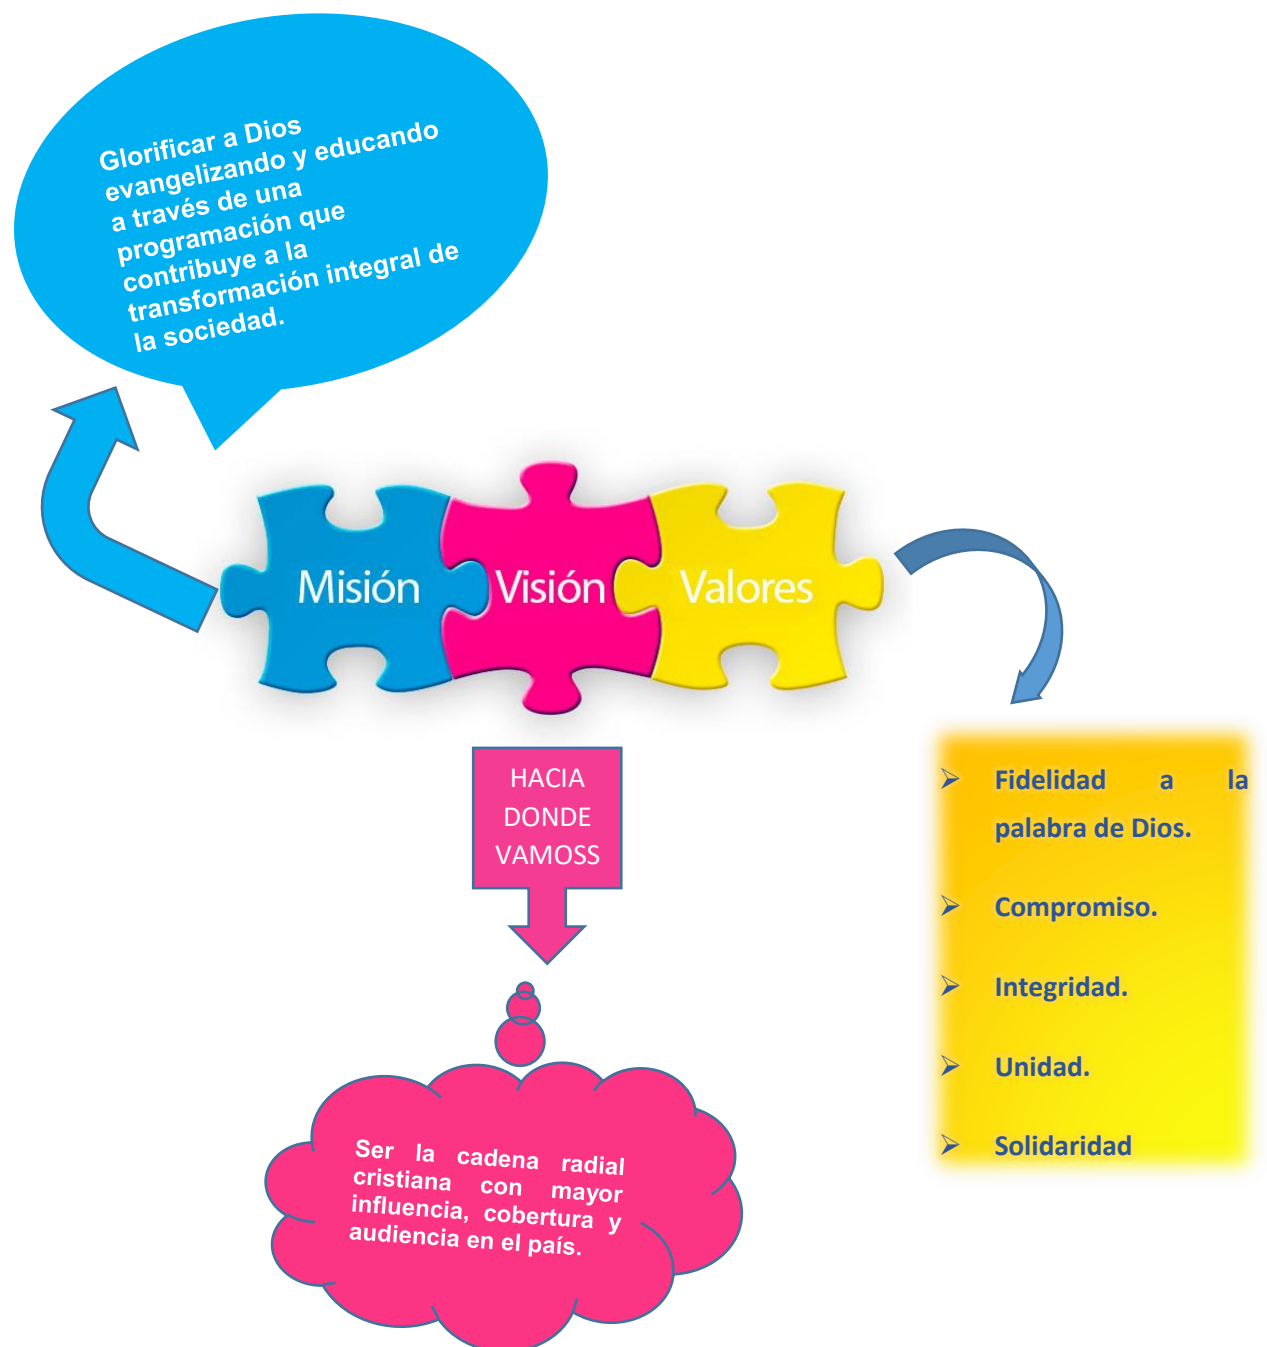 Glorificar a Dios
evangelizando y educando
a través de una
programación que
contribuye a la
transformación integral de
la sociedad.
Misión
Visión
Valores
HACIA
DONDE
VAMOSS
Fidelidad a la
palabra de Dios.
Compromiso.
Integridad.
Unidad.
Solidaridad
Ser la cadena radial
cristiana con mayor
influencia, cobertura y
audiencia en el país.